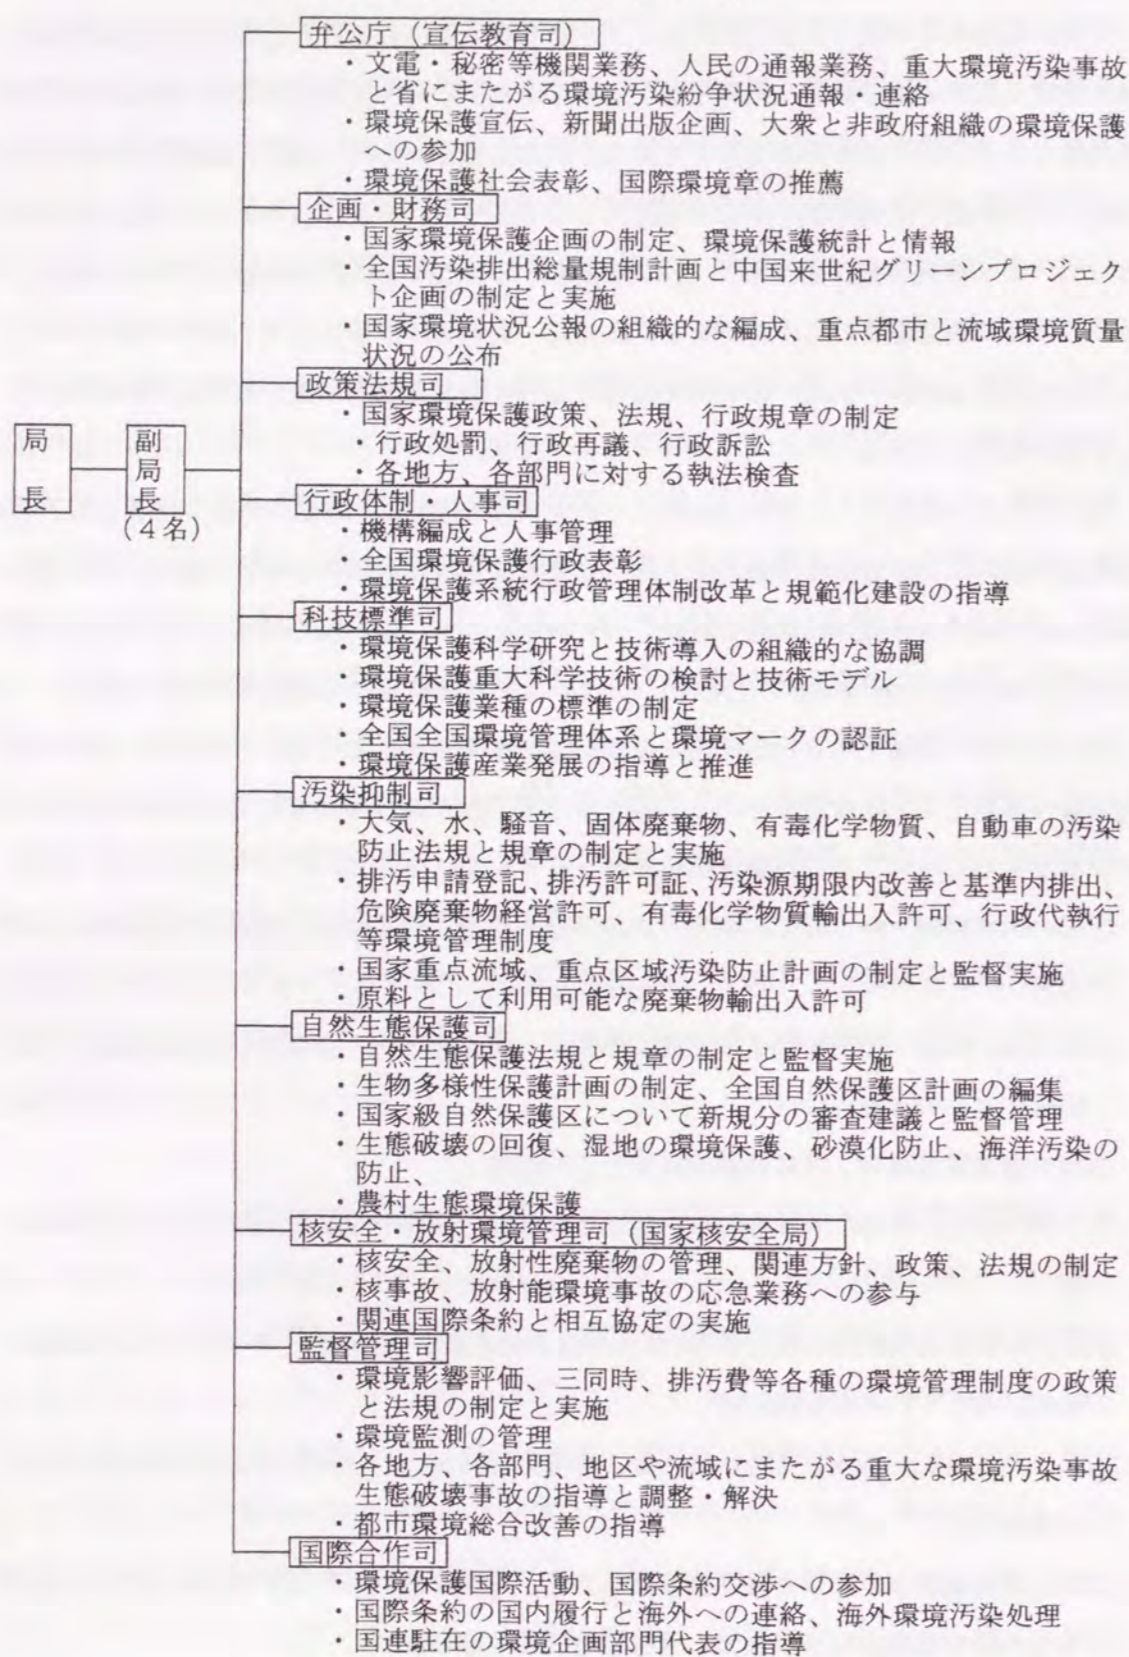 弁公庁（宣伝教育司）
・文電・秘密等機関業務、人民の通報業務、重大環境汚染事故
と省にまたがる環境汚染紛争状況通報・連絡
・環境保護宣伝、新聞出版企画、大衆と非政府組織の環境保護
への参加
・環境保護社会表彰、国際環境章の推薦
企画・財務司
・国家環境保護企画の制定、環境保護統計と情報
・全国汚染排出総量規制計画と中国来世紀グリーンプロジェク
ト企画の制定と実施
・国家環境状況公報の組織的な編成、重点都市と流域環境質量
状況の公布
政策法規司
・国家環境保護政策、法規、行政規章の制定
・行政処罰、行政再議、行政訴訟
・各地方、各部門に対する執法検査
局長
副局長
（４名）
行政体制・人事司
・機構編成と人事管理
・全国環境保護行政表彰
・環境保護系統行政管理体制改革と規範化建設の指導
科技標準司
・環境保護科学研究と技術導入の組織的な協調
・環境保護重大科学技術の検討と技術モデル
・環境保護業種の標準の制定
・全国全国環境管理体系と環境マークの認証
・環境保護産業発展の指導と推進
汚染抑制司
・大気、水、騒音、固体廃棄物、有毒化学物質、自動車の汚染
防止法規と規章の制定と実施
・排汚申請登記、排汚許可証、汚染源期限内改善と基準内排出、
危険廃棄物経営許可、有毒化学物質輸出入許可、行政代執行
等環境管理制度
・国家重点流域、重点区域汚染防止計画の制定と監督実施
・原料として利用可能な廃棄物輸出入許可
自然生態保護司
・自然生態保護法規と規章の制定と監督実施
・生物多様性保護計画の制定、全国自然保護区計画の編集
・国家級自然保護区について新規分の審査建議と監督管理
・生態破壊の回復、湿地の環境保護、砂漠化防止、海洋汚染の
防止、
・農村生態環境保護
核安全・放射環境管理司（国家核安全局）
・核安全、放射性廃棄物の管理、関連方針、政策、法規の制定
・核事故、放射能環境事故の応急業務への参与
・関連国際条約と相互協定の実施
監督管理司
・環境影響評価、三同時、排汚費等各種の環境管理制度の政策
と法規の制定と実施
・環境監測の管理
・各地方、各部門、地区や流域にまたがる重大な環境汚染事故
生態破壊事故の指導と調整・解決
・都市環境総合改善の指導
国際合作司
・環境保護国際活動、国際条約交渉への参加
・国際条約の国内履行と海外への連絡、海外環境汚染処理
・国連駐在の環境企画部門代表の指導